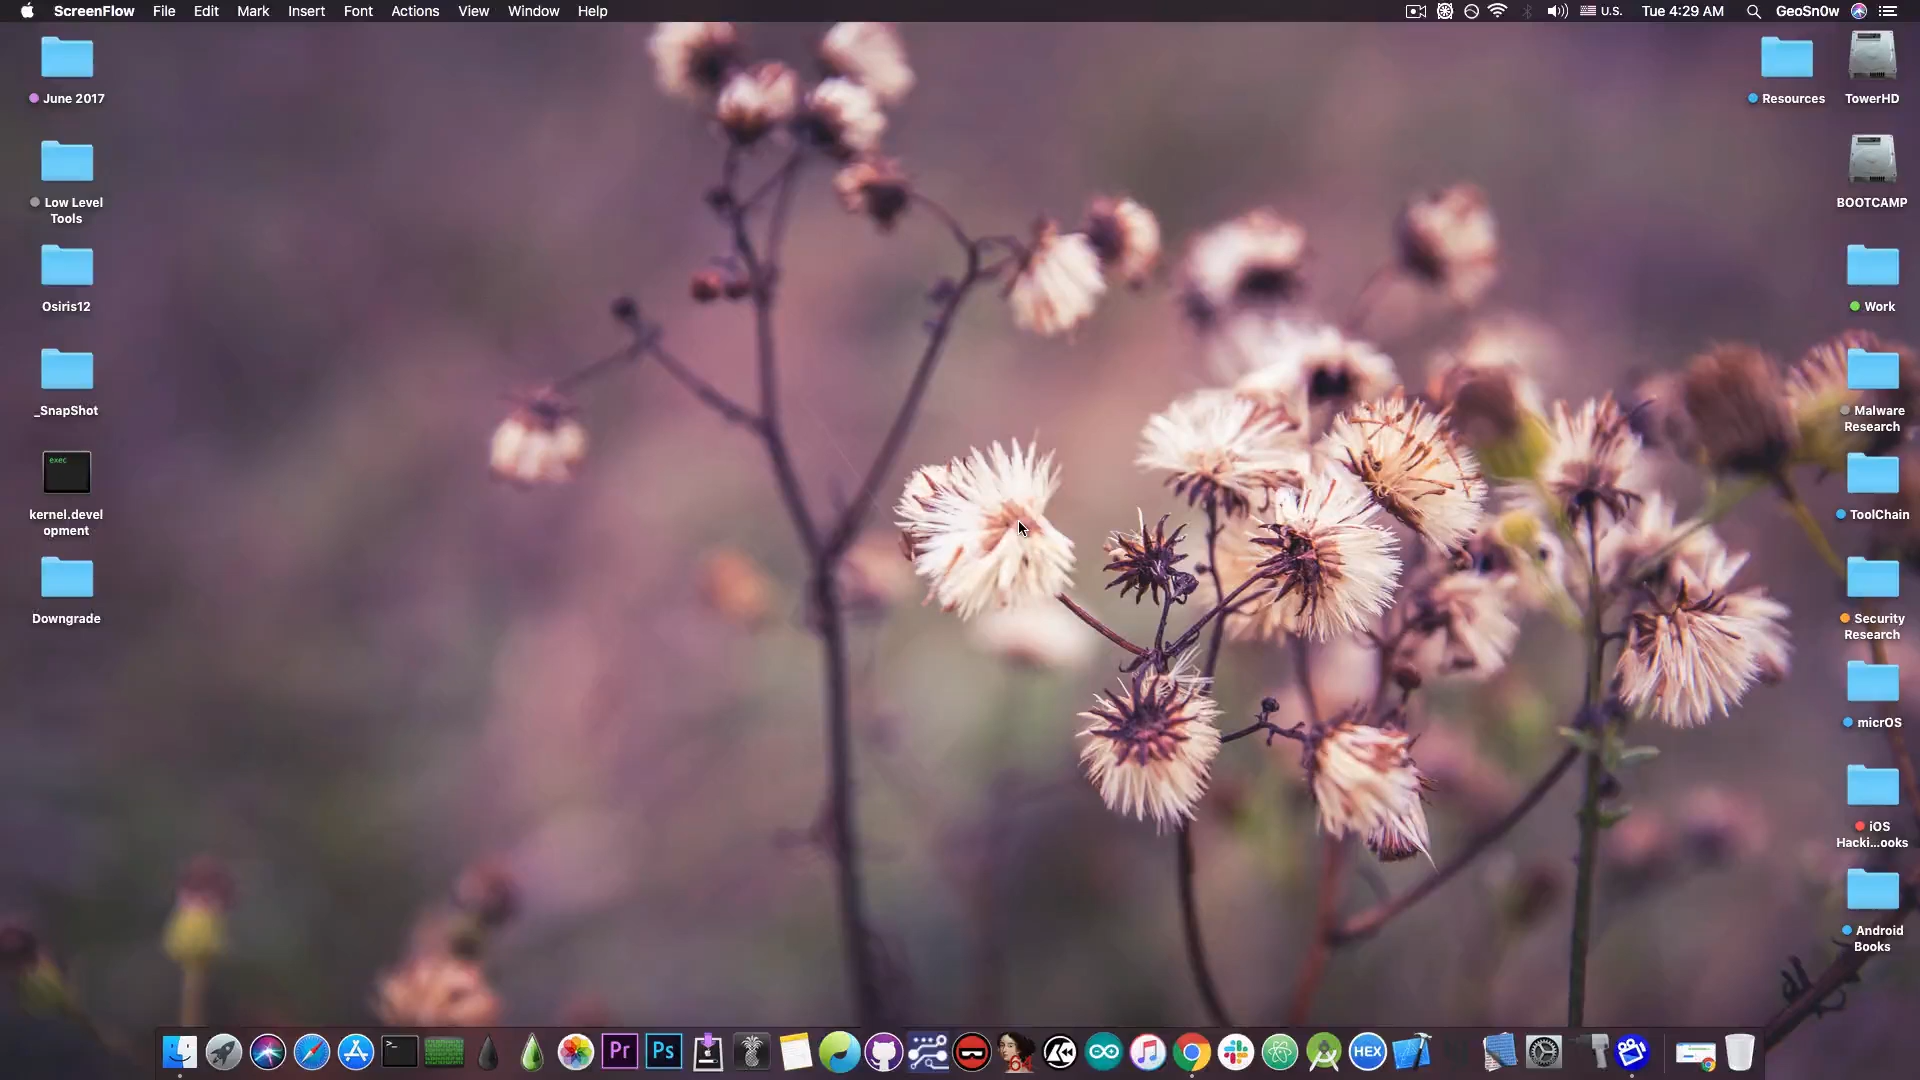 ScreenFlow File Edit Mark Insert Font Actions View Window Help U.S. Tue 4:29 AM GeoSn0w
June 2017
Low Level
Tools
Osiris12
_SnapShot
exec
kernel.devel
opment
Downgrade
Resources
TowerHD
BOOTCAMP
Work
Malware
Research
ToolChain
Security
Research
micrOS
iOS
Hacki...ooks
Android
Books
>_
Pr
Ps
64
HEX